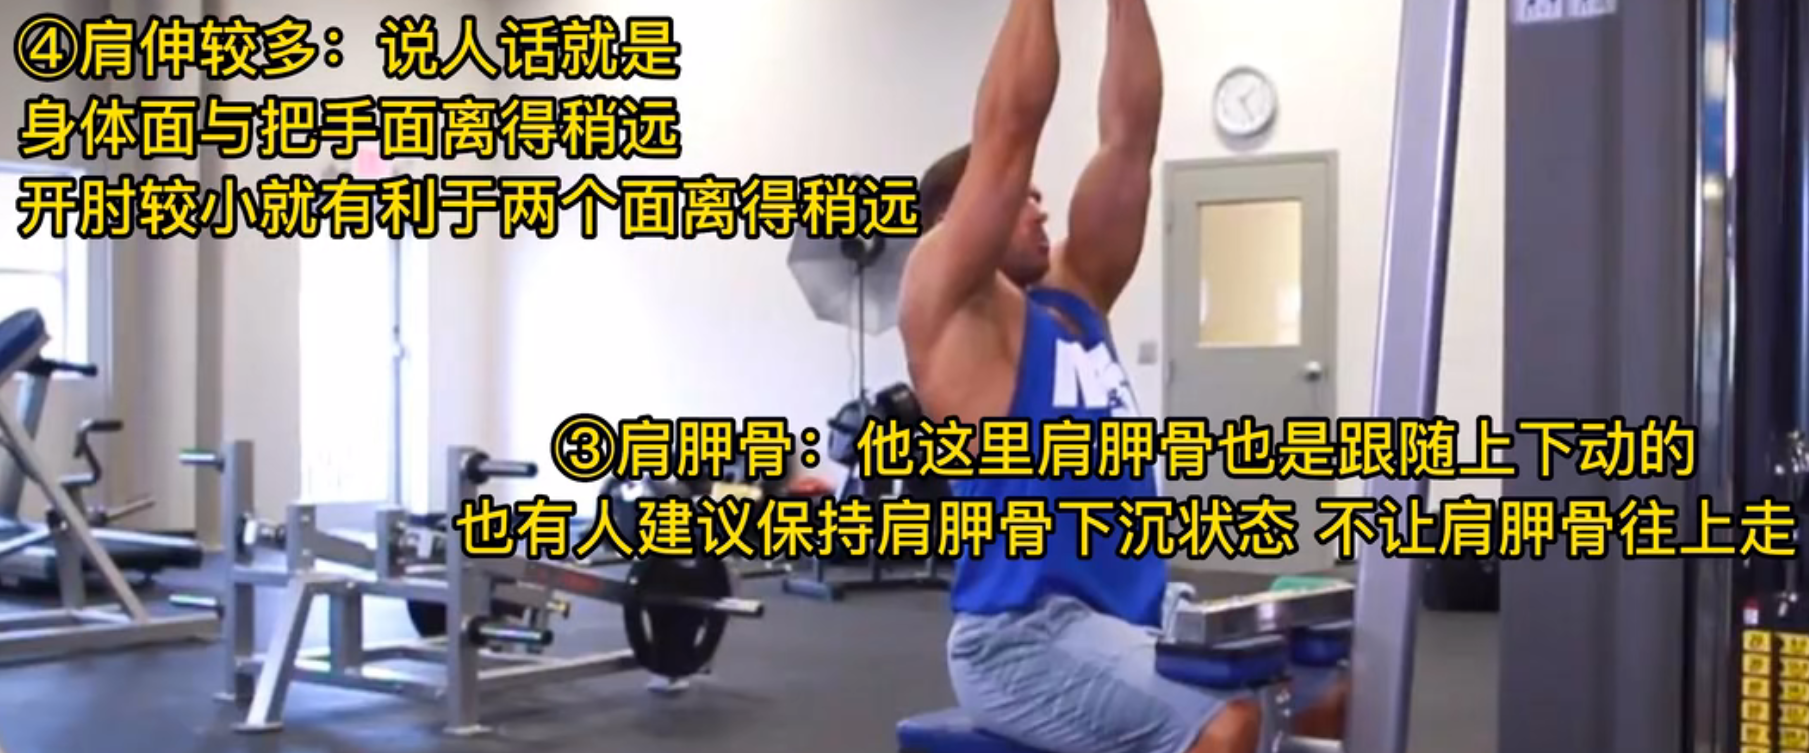 ④肩伸较多：说人话就是
身体面与把手面离得稍远
开肘较小就有利于两个面离得稍远
③肩胛骨：他这里肩胛骨也是跟随上下动的
也有人建议保持肩胛骨下沉状态 不让肩胛骨往上走